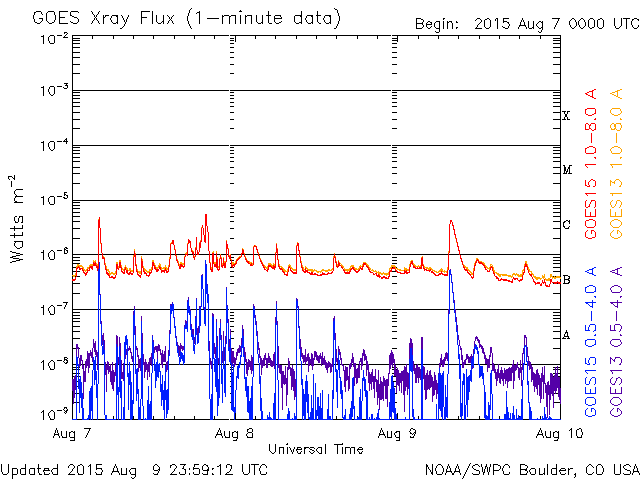 GOES Xray Flux (1-minute data)
Begin: 2015 Aug 7 0000 UTC
10-2
10-3
10-4
10-5
10-6
10-7
10-8
10-9
Watts m-2
X
M
C
B
A
GOES15 1.0-8.0 A
GOES13 1.0-8.0 A
GOES15 0.5-4.0 A
GOES13 0.5-4.0 A
Aug 7
Aug 8
Aug 9
Aug 10
Universal Time
Updated 2015 Aug 9 23:59:12 UTC
NOAA/SWPC Boulder, CO USA